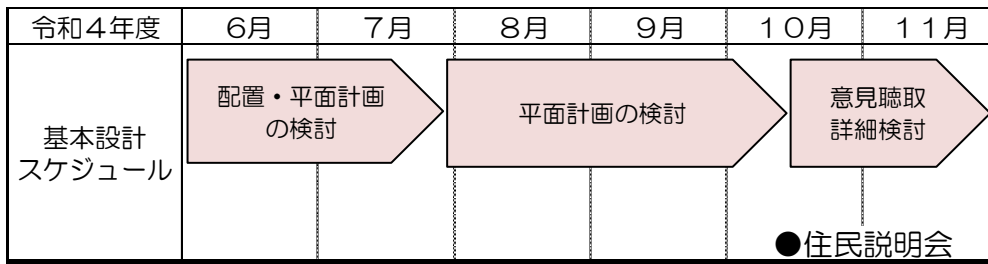 令和４年度 ６月 ７月 ８月 ９月 １０月 １１月
基本設計
スケジュール
配置・平面計画
の検討
平面計画の検討
意見聴取
詳細検討
●住民説明会